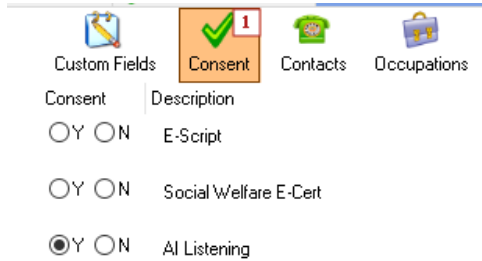 1
Custom Fields Consent Contacts Occupations
Consent Description
Y N E-Script
Y N Social Welfare E-Cert
Y N AI Listening